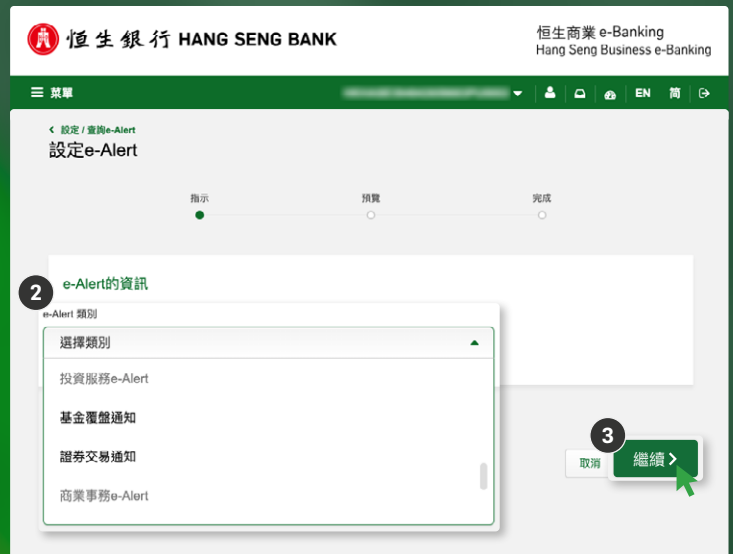 恒生銀行 HANG SENG BANK
恒生商業 e-Banking
Hang Seng Business e-Banking
菜單
EN
简
設定 / 查詢e-Alert
設定e-Alert
指示
預覽
完成
2
e-Alert的資訊
e-Alert 類別
選擇類別
投資服務e-Alert
基金覆盤通知
證券交易通知
商業事務e-Alert
3
取消
繼續